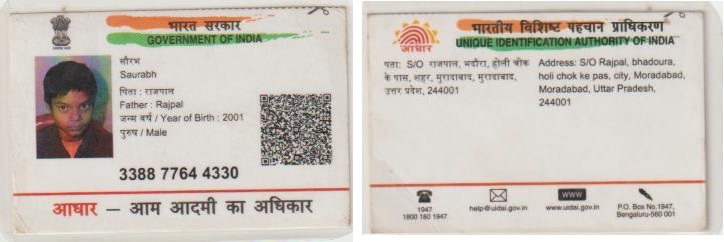 भारत सरकार
GOVERNMENT OF INDIA
सौरभ
Saurabh
पिता : राजपाल
Father : Rajpal
जन्म वर्ष / Year of Birth : 2001
पुरुष / Male
3388 7764 4330
आधार – आम आदमी का अधिकार
भारतीय विशिष्ट पहचान प्राधिकरण
UNIQUE IDENTIFICATION AUTHORITY OF INDIA
आधार
पता: S/O राजपाल, भदौरा, होली चोक
के पास, शहर, मुरादाबाद, मुरादाबाद,
उत्तर प्रदेश, 244001
Address: S/O Rajpal, bhadoura,
holi chok ke pas, city, Moradabad,
Moradabad, Uttar Pradesh,
244001
1947
1800 180 1947
help@uidai.gov.in
www
www.uidai.gov.in
P.O. Box No.1947,
Bengaluru-560 001